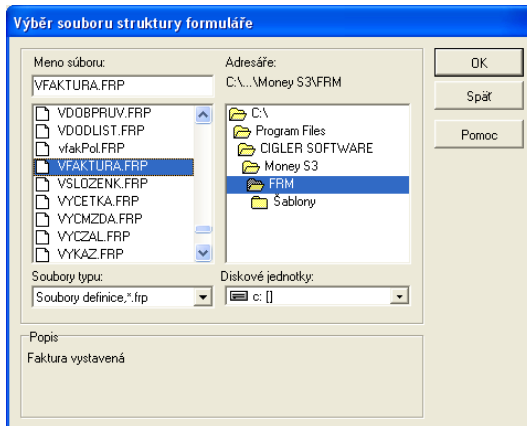 Výběr souboru struktury formuláře
Meno súboru:
VFAKTURA.FRP
VDOBPRUV.FRP
VDODLIST.FRP
vfakPol.FRP
VFAKTURA.FRP
VSLOZENK.FRP
VYCETKA.FRP
VYCMZDA.FRP
VYCZAL.FRP
VYKAZ.FRP
Soubory typu:
Soubory definice,*.frp
Adresáře:
C:\...\Money S3\FRM
C:\
Program Files
CIGLER SOFTWARE
Money S3
FRM
Šablony
Diskové jednotky:
c: []
OK
Späť
Pomoc
Popis
Faktura vystavená